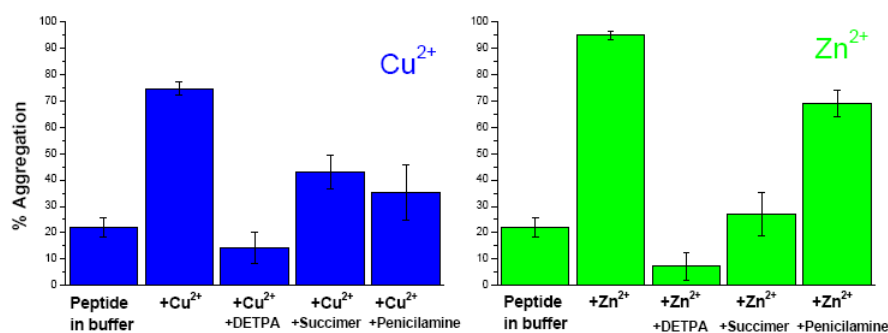 % Aggregation
100
90
80
70
60
50
40
30
20
10
0
Cu²⁺
Peptide
in buffer
+Cu²⁺
+Cu²⁺
+DETPA
+Cu²⁺
+Succimer
+Cu²⁺
+Penicilamine
100
90
80
70
60
50
40
30
20
10
0
Zn²⁺
Peptide
in buffer
+Zn²⁺
+Zn²⁺
+DETPA
+Zn²⁺
+Succimer
+Zn²⁺
+Penicilamine